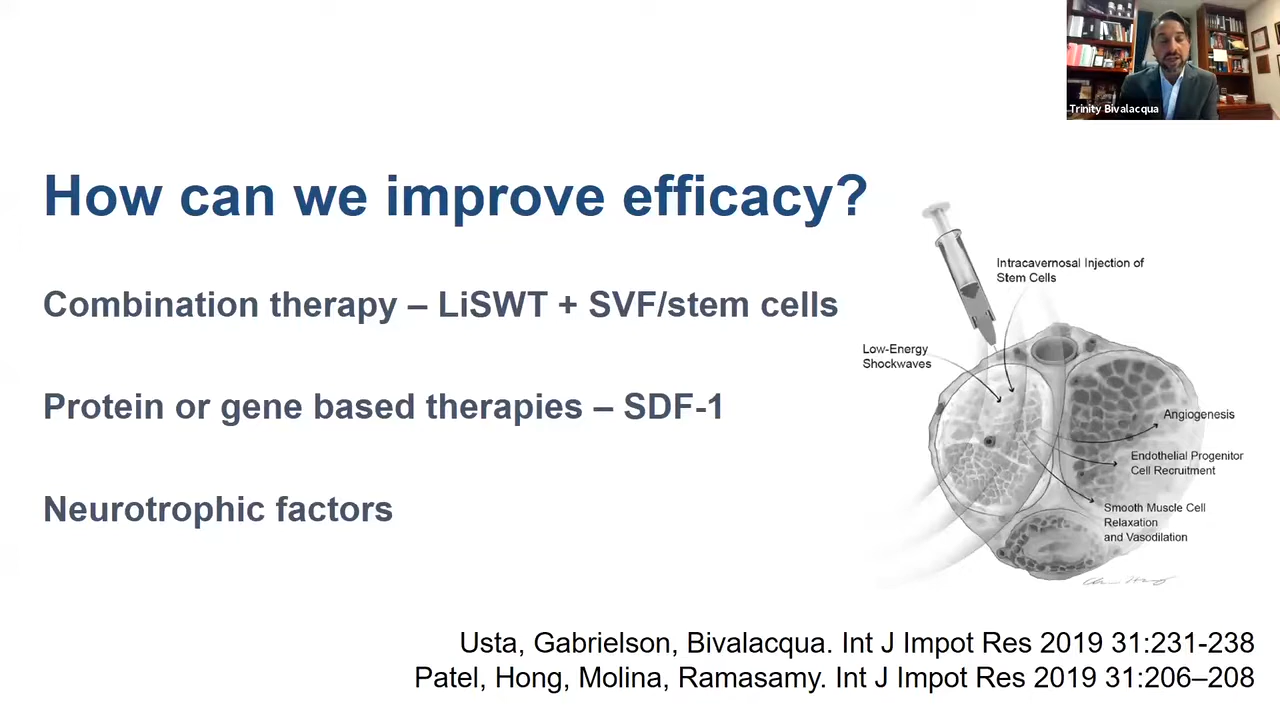 Trinity Bivalacqua
How can we improve efficacy?
Combination therapy – LiSWT + SVF/stem cells
Protein or gene based therapies – SDF-1
Neurotrophic factors
Intracavernosal Injection of
Stem Cells
Low-Energy
Shockwaves
Angiogenesis
Endothelial Progenitor
Cell Recruitment
Smooth Muscle Cell
Relaxation
and Vasodilation
Usta, Gabrielson, Bivalacqua. Int J Impot Res 2019 31:231-238
Patel, Hong, Molina, Ramasamy. Int J Impot Res 2019 31:206–208